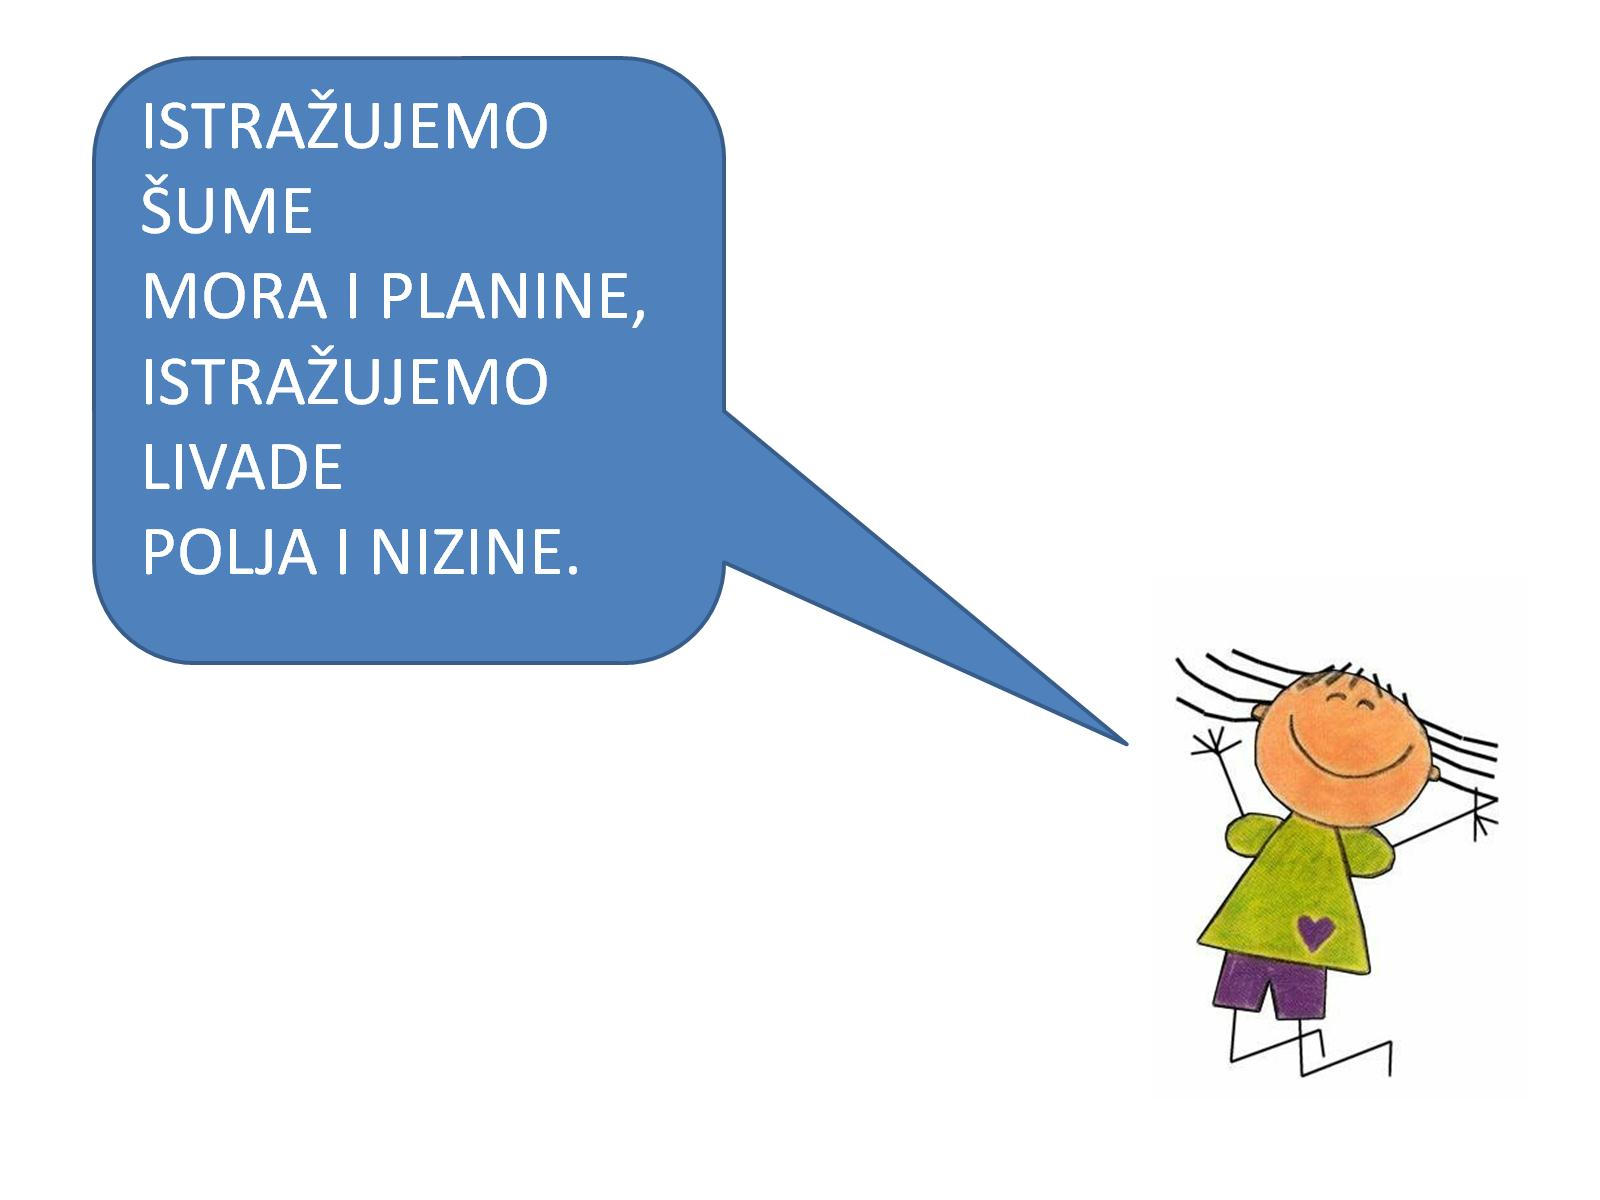 ISTRAŽUJEMO
ŠUME
MORA I PLANINE,
ISTRAŽUJEMO
LIVADE
POLJA I NIZINE.